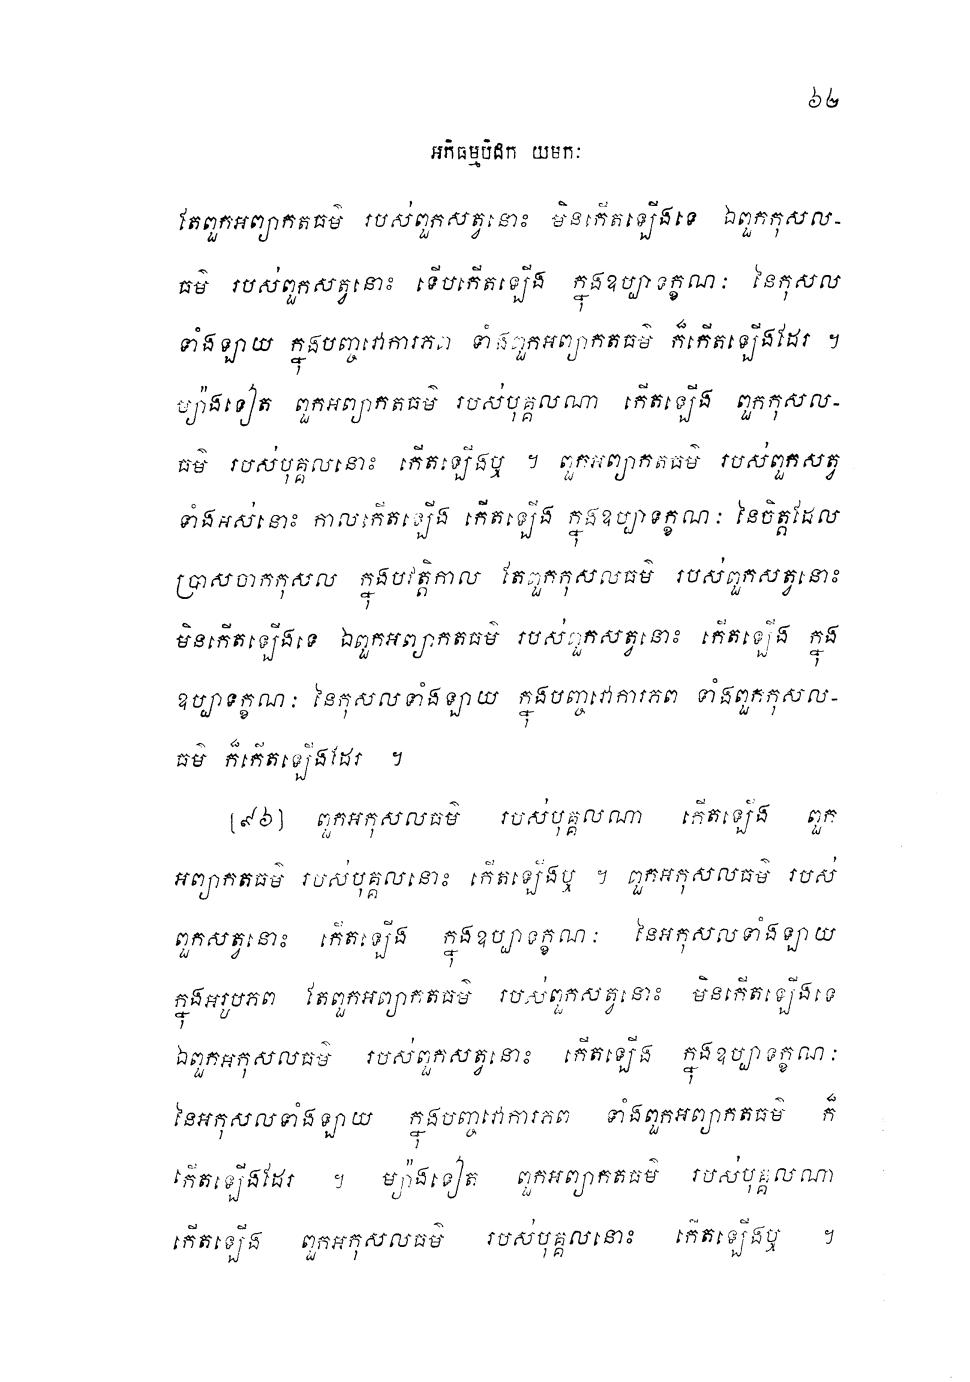 ៦២
អភិធម្មបិដក យមកៈ
តែពួកអព្យាកតធម៌ របស់ពួកសត្វនោះ មិនកើតឡើងទេ ឯពួកកុសល-
ធម៌ របស់ពួកសត្វនោះ ទើបកើតឡើង ក្នុងឧប្បាទក្ខណៈ នៃកុសល
ទាំងឡាយ ក្នុងបញ្ចវោការភព ទាំងពួកអព្យាកតធម៌ ក៏កើតឡើងដែរ ។
ម្យ៉ាងទៀត ពួកអព្យាកតធម៌ របស់បុគ្គលណា កើតឡើង ពួកកុសល-
ធម៌ របស់បុគ្គលនោះ កើតឡើងឬ ។ ពួកអព្យាកតធម៌ របស់ពួកសត្វ
ទាំងអស់នោះ កាលកើតឡើង កើតឡើង ក្នុងឧប្បាទក្ខណៈ នៃចិត្តដែល
ប្រាសចាកកុសល ក្នុងបវត្តិកាល តែពួកកុសលធម៌ របស់ពួកសត្វនោះ
មិនកើតឡើងទេ ឯពួកអព្យាកតធម៌ របស់ពួកសត្វនោះ កើតឡើង ក្នុង
ឧប្បាទក្ខណៈ នៃកុសលទាំងឡាយ ក្នុងបញ្ចវោការភព ទាំងពួកកុសល-
ធម៌ ក៏កើតឡើងដែរ ។
[៩៦] ពួកអកុសលធម៌ របស់បុគ្គលណា កើតឡើង ពួក
អព្យាកតធម៌ របស់បុគ្គលនោះ កើតឡើងឬ ។ ពួកអកុសលធម៌ របស់
ពួកសត្វនោះ កើតឡើង ក្នុងឧប្បាទក្ខណៈ នៃអកុសលទាំងឡាយ
ក្នុងអរូបភព តែពួកអព្យាកតធម៌ របស់ពួកសត្វនោះ មិនកើតឡើងទេ
ឯពួកអកុសលធម៌ របស់ពួកសត្វនោះ កើតឡើង ក្នុងឧប្បាទក្ខណៈ
នៃអកុសលទាំងឡាយ ក្នុងបញ្ចវោការភព ទាំងពួកអព្យាកតធម៌ ក៏
កើតឡើងដែរ ។ ម្យ៉ាងទៀត ពួកអព្យាកតធម៌ របស់បុគ្គលណា
កើតឡើង ពួកអកុសលធម៌ របស់បុគ្គលនោះ កើតឡើងឬ ។